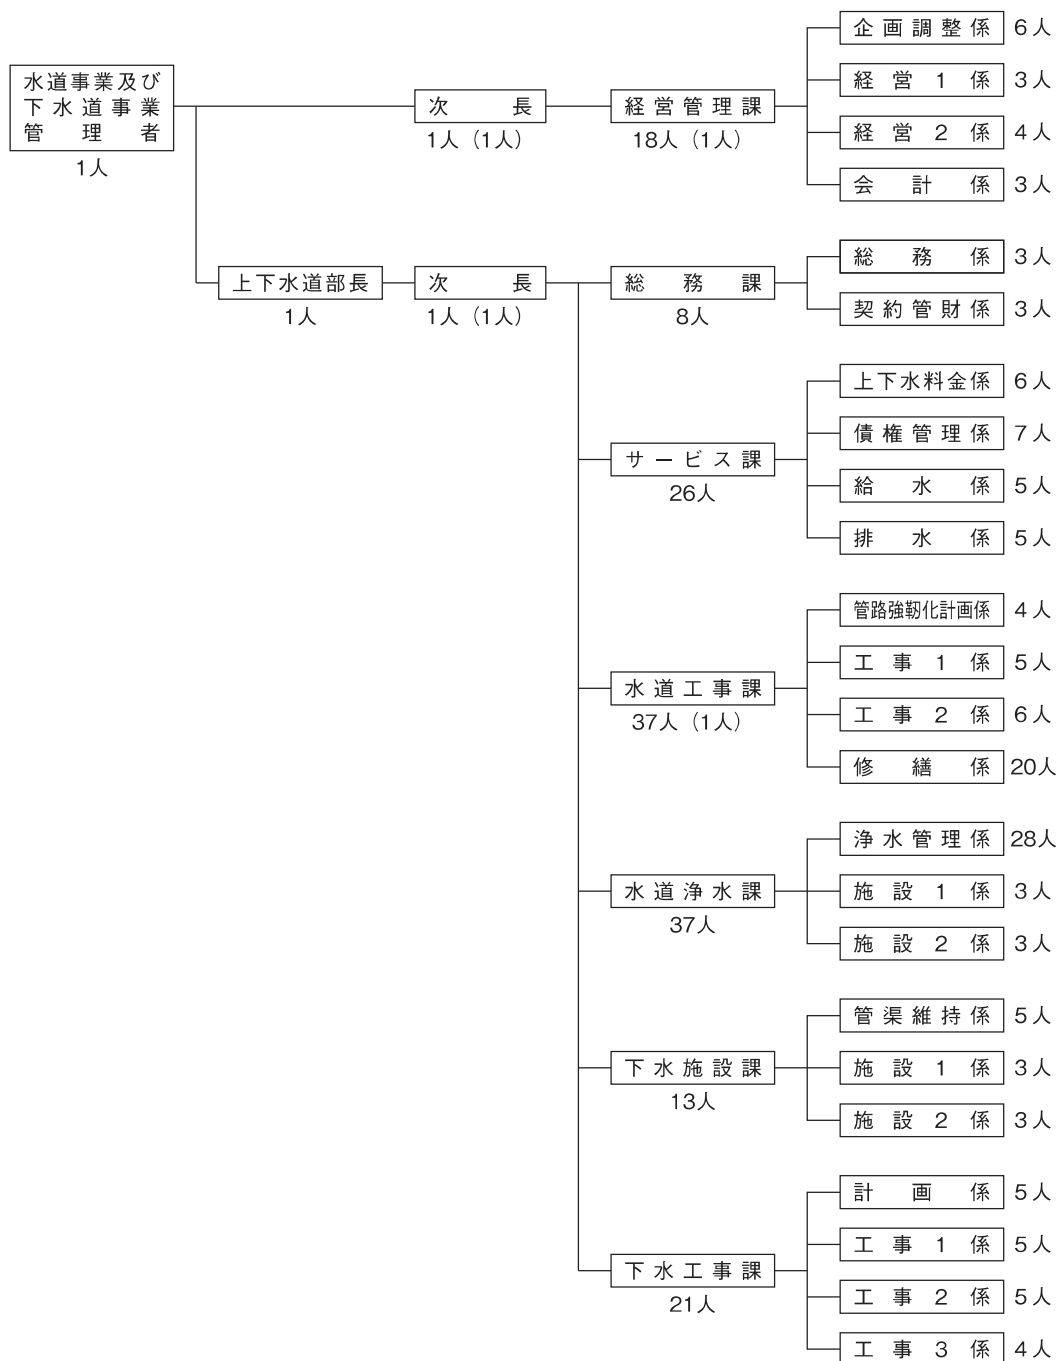 水道事業及び
下水道事業
管理者
1人
次長
1人（1人）
経営管理課
18人（1人）
企画調整係 6人
経営1係 3人
経営2係 4人
会計係 3人
上下水道部長
1人
次長
1人（1人）
総務課
8人
総務係 3人
契約管財係 3人
サービス課
26人
上下水料金係 6人
債権管理係 7人
給水係 5人
排水係 5人
水道工事課
37人（1人）
管路強靭化計画係 4人
工事1係 5人
工事2係 6人
修繕係 20人
水道浄水課
37人
浄水管理係 28人
施設1係 3人
施設2係 3人
下水施設課
13人
管渠維持係 5人
施設1係 3人
施設2係 3人
下水工事課
21人
計画係 5人
工事1係 5人
工事2係 5人
工事3係 4人